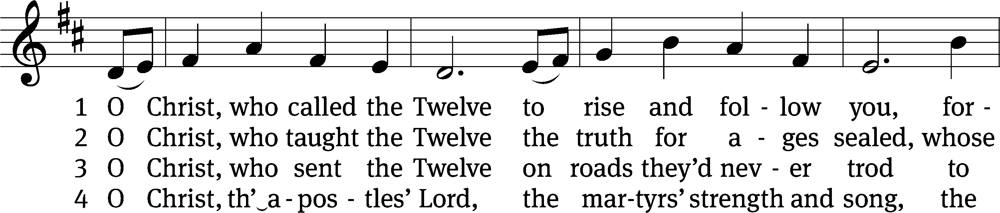 1 O Christ, who called the Twelve to rise and fol - low you, for -
2 O Christ, who taught the Twelve the truth for a - ges sealed, whose
3 O Christ, who sent the Twelve on roads they’d nev - er trod to
4 O Christ, th’‿a - pos - tles’ Lord, the mar - tyrs’ strength and song, the